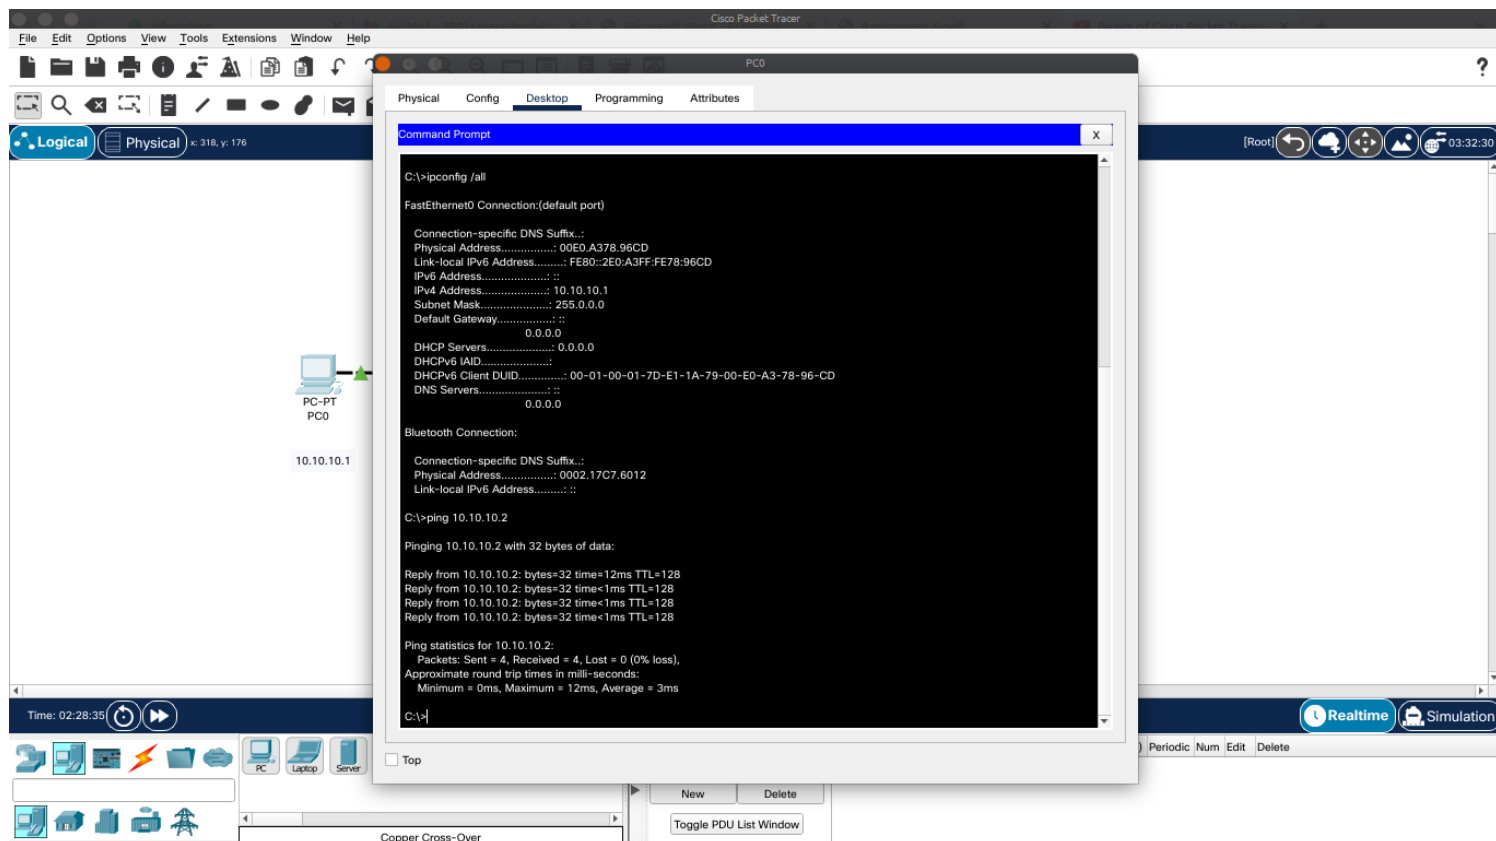 Cisco Packet Tracer
File Edit Options View Tools Extensions Window Help
PC0
?
Physical Config Desktop Programming Attributes
Command Prompt
X
Logical
Physical x: 318, y: 176
[Root]
03:32:30
C:\>ipconfig /all
FastEthernet0 Connection:(default port)
Connection-specific DNS Suffix..:
Physical Address................: 00E0.A378.96CD
Link-local IPv6 Address.........: FE80::2E0:A3FF:FE78:96CD
IPv6 Address....................: ::
IPv4 Address....................: 10.10.10.1
Subnet Mask.....................: 255.0.0.0
Default Gateway.................: ::
0.0.0.0
DHCP Servers....................: 0.0.0.0
DHCPv6 IAID.....................:
DHCPv6 Client DUID..............: 00-01-00-01-7D-E1-1A-79-00-E0-A3-78-96-CD
DNS Servers.....................: ::
0.0.0.0
Bluetooth Connection:
Connection-specific DNS Suffix..:
Physical Address................: 0002.17C7.6012
Link-local IPv6 Address.........: ::
C:\>ping 10.10.10.2
Pinging 10.10.10.2 with 32 bytes of data:
Reply from 10.10.10.2: bytes=32 time=12ms TTL=128
Reply from 10.10.10.2: bytes=32 time<1ms TTL=128
Reply from 10.10.10.2: bytes=32 time<1ms TTL=128
Reply from 10.10.10.2: bytes=32 time<1ms TTL=128
Ping statistics for 10.10.10.2:
Packets: Sent = 4, Received = 4, Lost = 0 (0% loss),
Approximate round trip times in milli-seconds:
Minimum = 0ms, Maximum = 12ms, Average = 3ms
C:\>
PC-PT
PC0
10.10.10.1
Time: 02:28:35
Realtime
Simulation
PC Laptop Server
Top
) Periodic Num Edit Delete
New Delete
Toggle PDU List Window
Copper Cross-Over